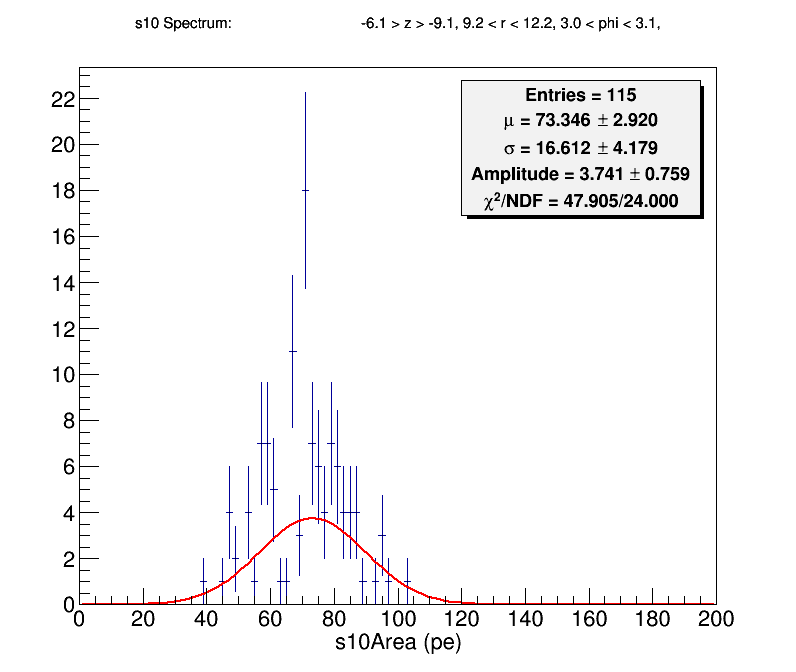 s10 Spectrum: -6.1 > z > -9.1, 9.2 < r < 12.2, 3.0 < phi < 3.1,
Entries = 115
μ = 73.346 ± 2.920
σ = 16.612 ± 4.179
Amplitude = 3.741 ± 0.759
χ²/NDF = 47.905/24.000
22
20
18
16
14
12
10
8
6
4
2
0
0 20 40 60 80 100 120 140 160 180 200
s10Area (pe)